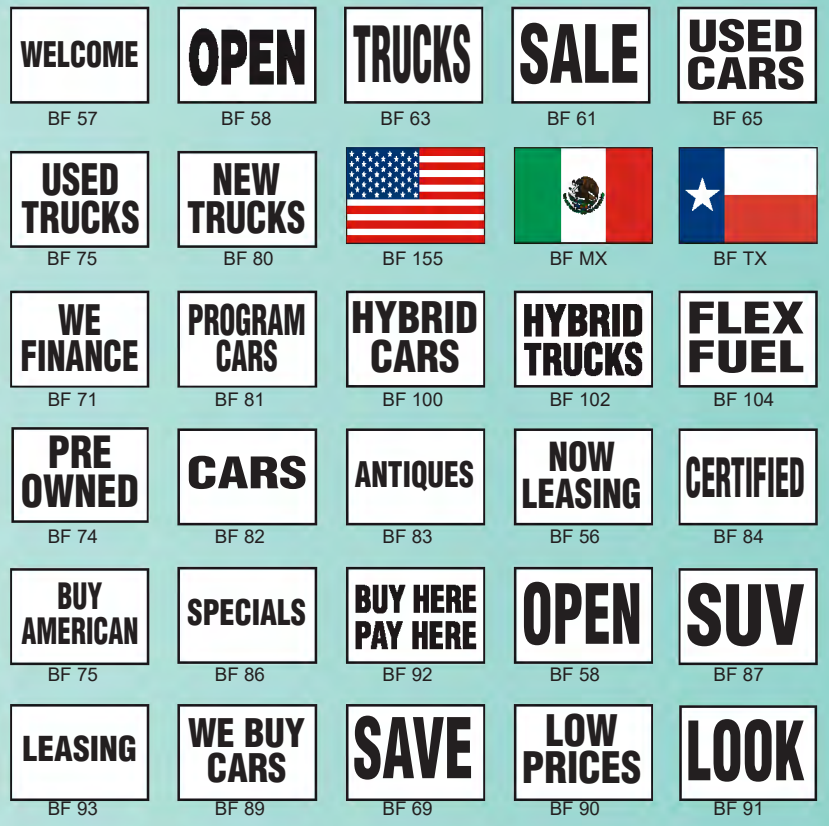 WELCOME
BF 57
OPEN
BF 58
TRUCKS
BF 63
SALE
BF 61
USED
CARS
BF 65
USED
TRUCKS
BF 75
NEW
TRUCKS
BF 80
BF 155
BF MX
BF TX
WE
FINANCE
BF 71
PROGRAM
CARS
BF 81
HYBRID
CARS
BF 100
HYBRID
TRUCKS
BF 102
FLEX
FUEL
BF 104
PRE
OWNED
BF 74
CARS
BF 82
ANTIQUES
BF 83
NOW
LEASING
BF 56
CERTIFIED
BF 84
BUY
AMERICAN
BF 75
SPECIALS
BF 86
BUY HERE
PAY HERE
BF 92
OPEN
BF 58
SUV
BF 87
LEASING
BF 93
WE BUY
CARS
BF 89
SAVE
BF 69
LOW
PRICES
BF 90
LOOK
BF 91